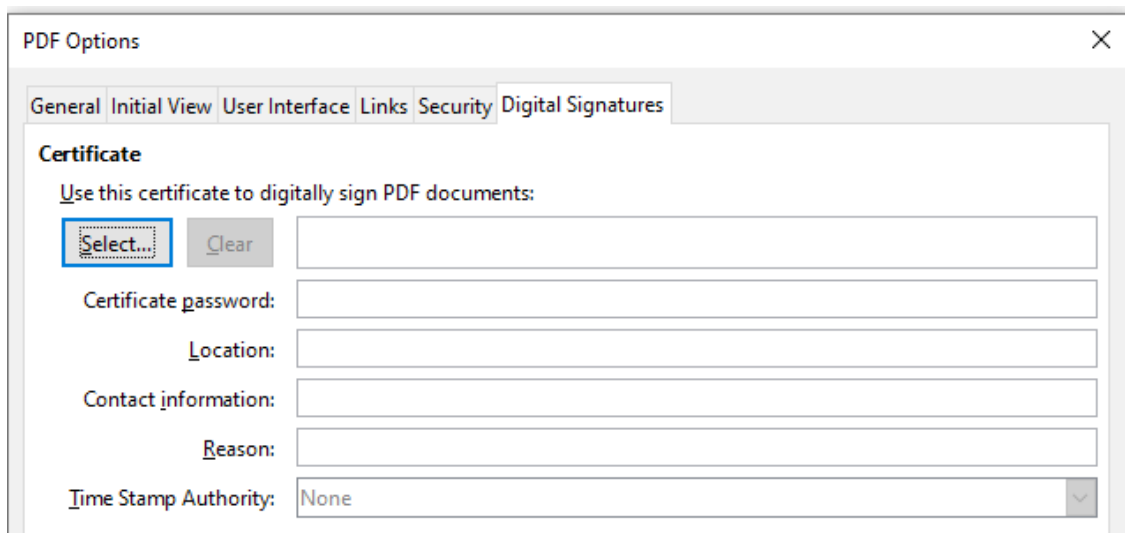 PDF Options
General Initial View User Interface Links Security Digital Signatures
Certificate
Use this certificate to digitally sign PDF documents:
Select... Clear
Certificate password:
Location:
Contact information:
Reason:
Time Stamp Authority: None